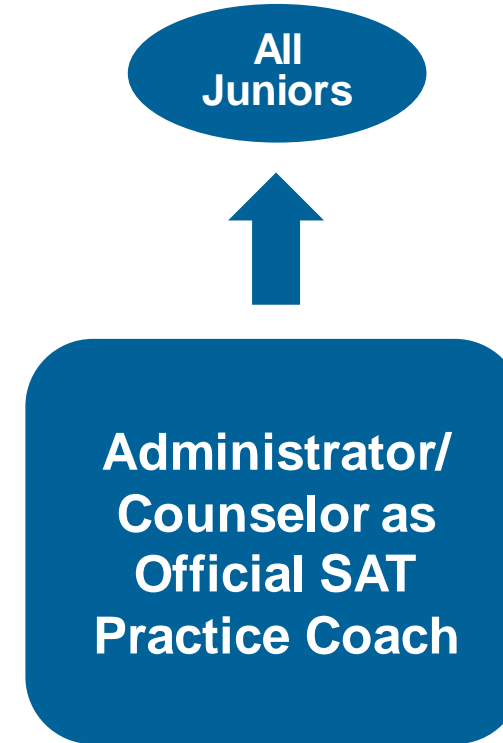 All
Juniors
Administrator/
Counselor as
Official SAT
Practice Coach